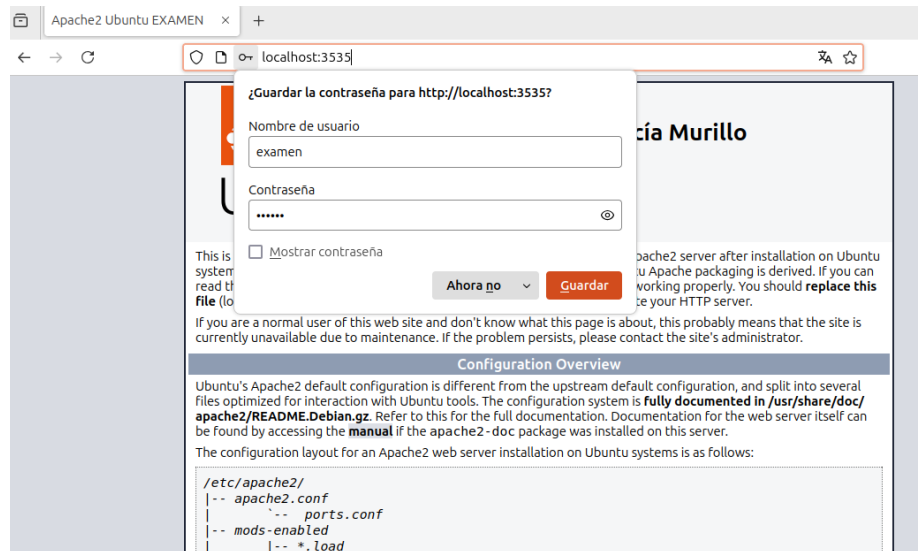 Apache2 Ubuntu EXAMEN
localhost:3535
¿Guardar la contraseña para http://localhost:3535?
Nombre de usuario
examen
Contraseña
••••••
Mostrar contraseña
Ahora no
Guardar
cía Murillo
This is pache2 server after installation on Ubuntu
system u Apache packaging is derived. If you can
read th working properly. You should replace this
file (lo ce your HTTP server.
If you are a normal user of this web site and don't know what this page is about, this probably means that the site is
currently unavailable due to maintenance. If the problem persists, please contact the site's administrator.
Configuration Overview
Ubuntu's Apache2 default configuration is different from the upstream default configuration, and split into several
files optimized for interaction with Ubuntu tools. The configuration system is fully documented in /usr/share/doc/
apache2/README.Debian.gz. Refer to this for the full documentation. Documentation for the web server itself can
be found by accessing the manual if the apache2-doc package was installed on this server.
The configuration layout for an Apache2 web server installation on Ubuntu systems is as follows:
/etc/apache2/
|-- apache2.conf
|       `--  ports.conf
|-- mods-enabled
|       |-- *.load